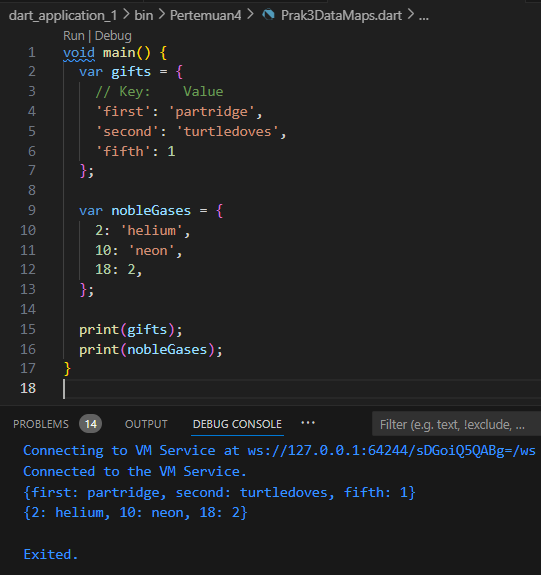 dart_application_1 > bin > Pertemuan4 > Prak3DataMaps.dart > ...
Run | Debug
1 void main() {
2   var gifts = {
3     // Key:    Value
4     'first': 'partridge',
5     'second': 'turtledoves',
6     'fifth': 1
7   };
8
9   var nobleGases = {
10     2: 'helium',
11     10: 'neon',
12     18: 2,
13   };
14
15   print(gifts);
16   print(nobleGases);
17 }
18
PROBLEMS 14 OUTPUT DEBUG CONSOLE ... Filter (e.g. text, !exclude, ...
Connecting to VM Service at ws://127.0.0.1:64244/sDGoiQ5QABg=/ws
Connected to the VM Service.
{first: partridge, second: turtledoves, fifth: 1}
{2: helium, 10: neon, 18: 2}
Exited.